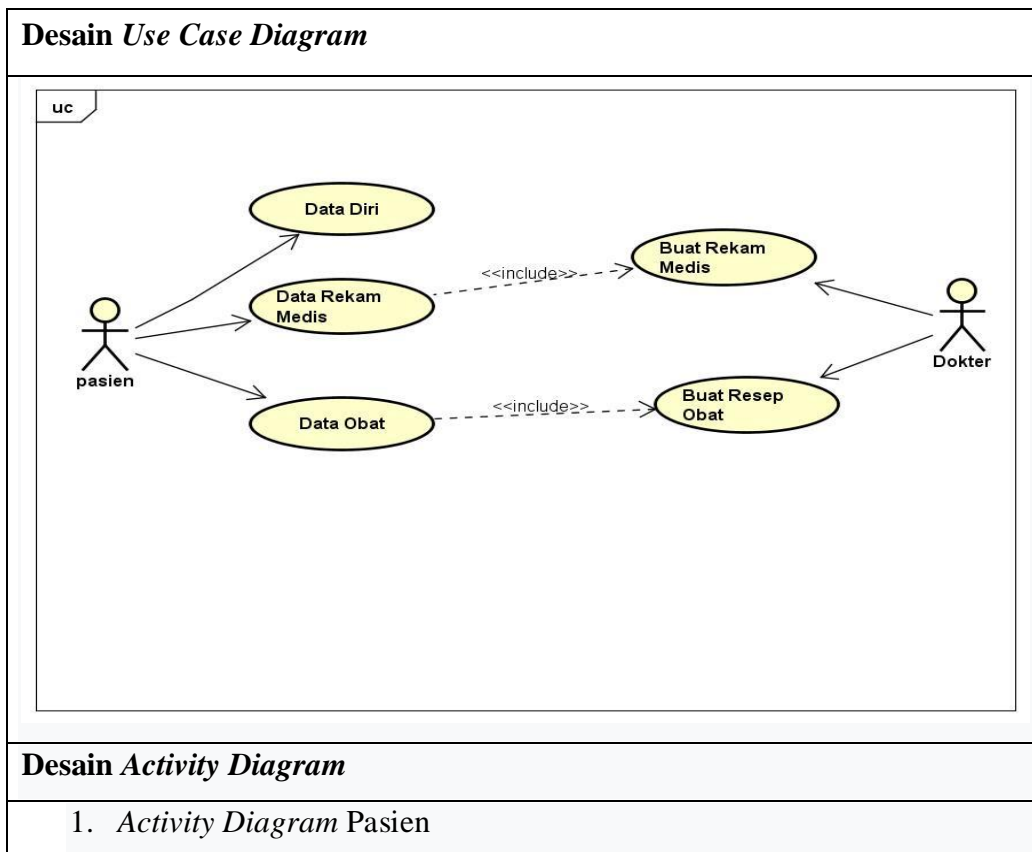 Desain Use Case Diagram
uc
Data Diri
Buat Rekam
Medis
<<include>>
Data Rekam
Medis
pasien
Dokter
Buat Resep
Obat
<<include>>
Data Obat
Desain Activity Diagram
1. Activity Diagram Pasien